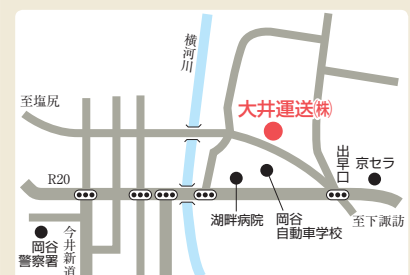 横河川
至塩尻
大井運送㈱
出早口
京セラ
R20
湖畔病院
岡谷
自動車学校
至下諏訪
岡谷
警察署
今井新道